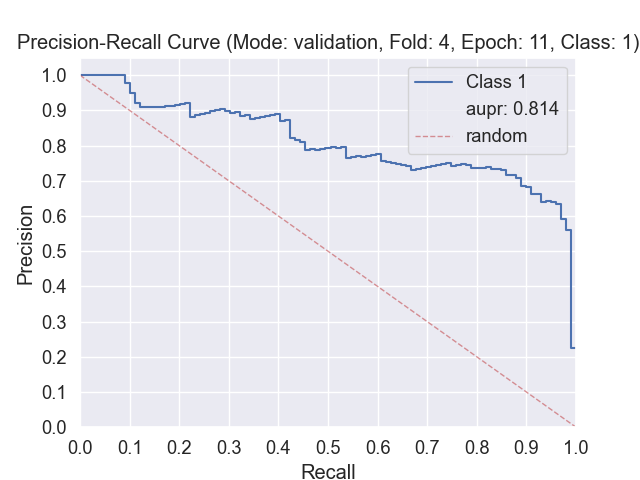 Precision-Recall Curve (Mode: validation, Fold: 4, Epoch: 11, Class: 1)
Class 1
aupr: 0.814
random
Precision
1.0
0.9
0.8
0.7
0.6
0.5
0.4
0.3
0.2
0.1
0.0
0.0 0.1 0.2 0.3 0.4 0.5 0.6 0.7 0.8 0.9 1.0
Recall